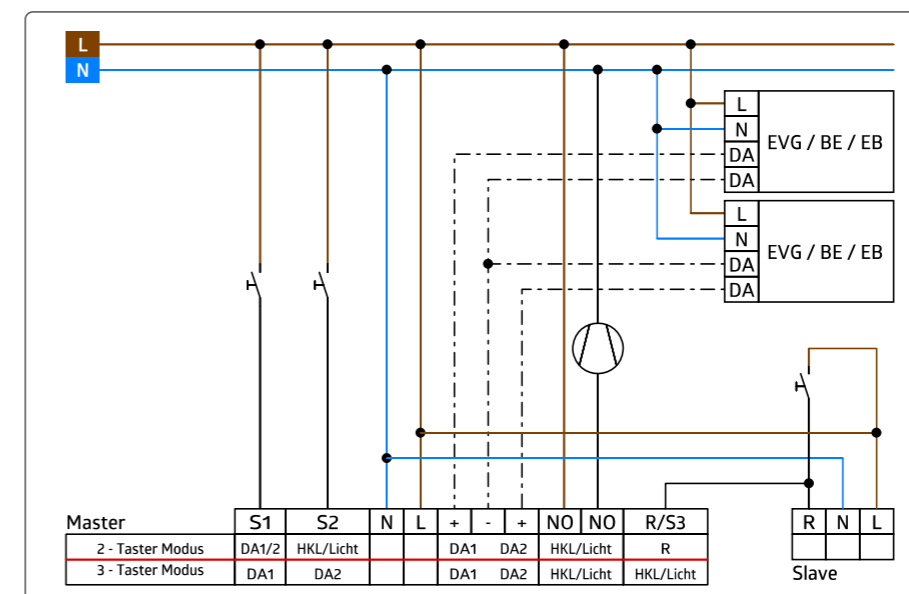 L
N
L
N
DA
DA
EVG / BE / EB
L
N
DA
DA
EVG / BE / EB
Master S1 S2 N L + - + NO NO R/S3
2 - Taster Modus DA1/2 HKL/Licht DA1 DA2 HKL/Licht R
3 - Taster Modus DA1 DA2 DA1 DA2 HKL/Licht HKL/Licht
R N L
Slave